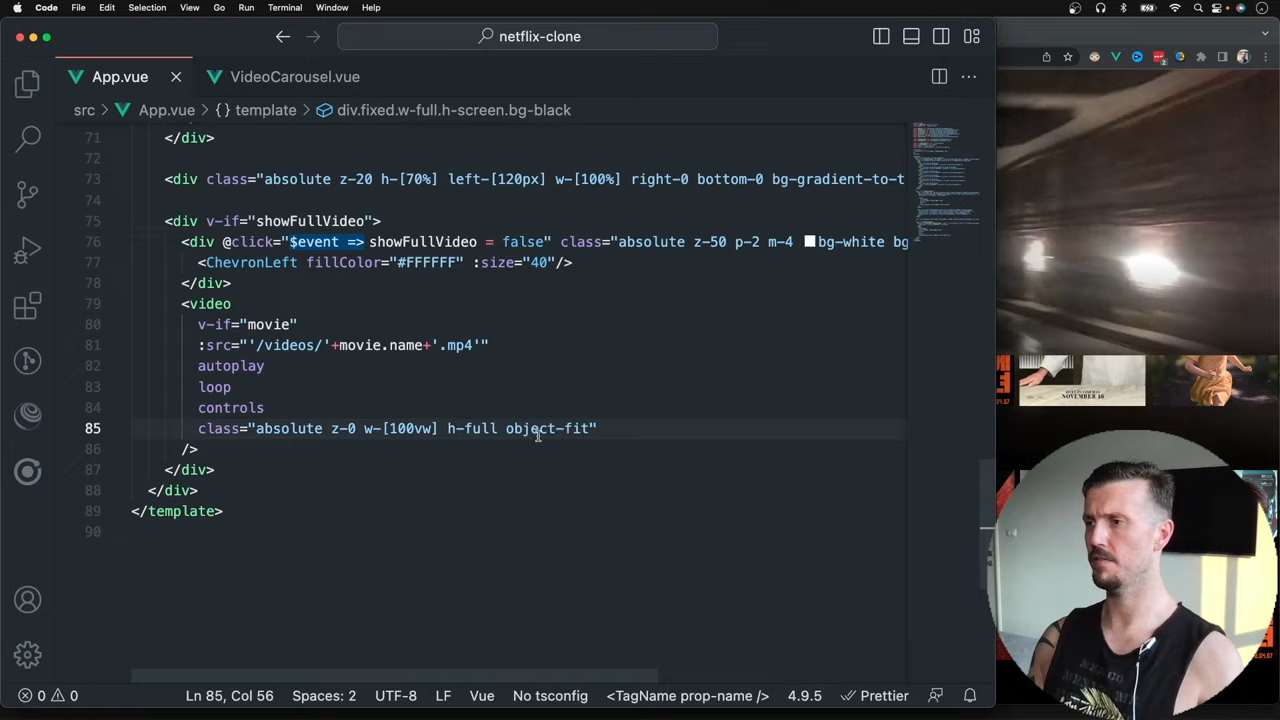 Code File Edit Selection View Go Run Terminal Window Help
netflix-clone
App.vue VideoCarousel.vue
src App.vue {} template div.fixed.w-full.h-screen.bg-black
71 </div>
72
73 <div class="absolute z-20 h-[70%] left-[120px] w-[100%] right-0 bottom-0 bg-gradient-to-t
74
75 <div v-if="showFullVideo">
76 <div @click="$event => showFullVideo = false" class="absolute z-50 p-2 m-4 bg-white bg
77 <ChevronLeft fillColor="#FFFFFF" :size="40"/>
78 </div>
79 <video
80 v-if="movie"
81 :src="'/videos/'+movie.name+'.mp4'"
82 autoplay
83 loop
84 controls
85 class="absolute z-0 w-[100vw] h-full object-fit"
86 />
87 </div>
88 </div>
89 </template>
90
NOVEMBER 18
0 0 Ln 85, Col 56 Spaces: 2 UTF-8 LF Vue No tsconfig <TagName prop-name /> 4.9.5 Prettier